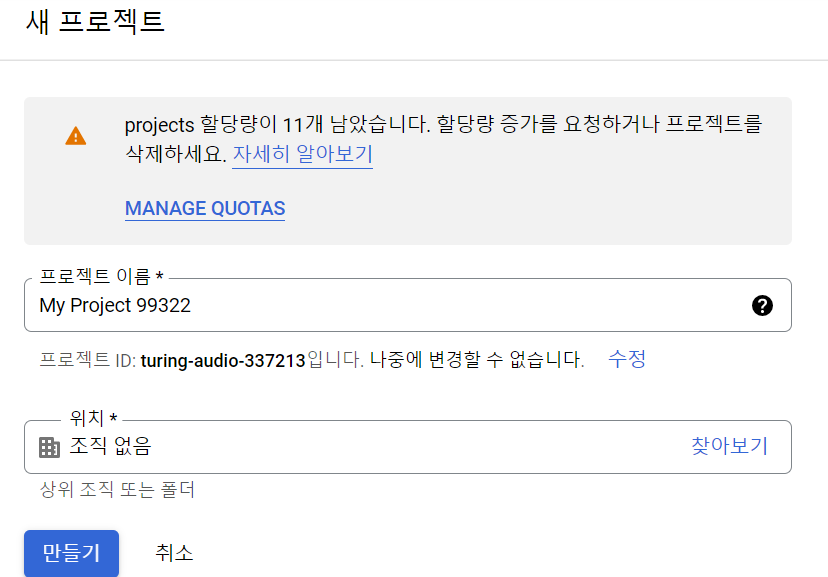 새 프로젝트
projects 할당량이 11개 남았습니다. 할당량 증가를 요청하거나 프로젝트를
삭제하세요. 자세히 알아보기
MANAGE QUOTAS
프로젝트 이름 *
My Project 99322
프로젝트 ID: turing-audio-337213입니다. 나중에 변경할 수 없습니다. 수정
위치 *
조직 없음 찾아보기
상위 조직 또는 폴더
만들기 취소